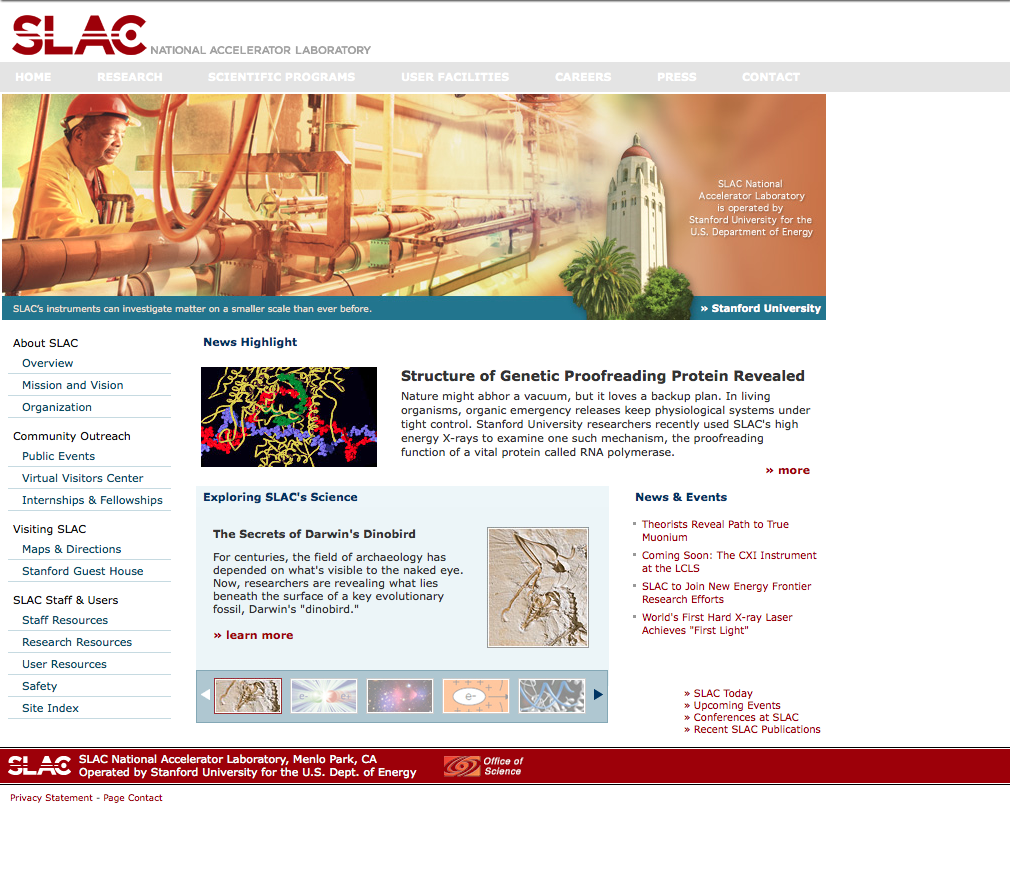 SLAC NATIONAL ACCELERATOR LABORATORY
HOME RESEARCH SCIENTIFIC PROGRAMS USER FACILITIES CAREERS PRESS CONTACT
SLAC National
Accelerator Laboratory
is operated by
Stanford University for the
U.S. Department of Energy
SLAC's instruments can investigate matter on a smaller scale than ever before.
» Stanford University
About SLAC
Overview
Mission and Vision
Organization
Community Outreach
Public Events
Virtual Visitors Center
Internships & Fellowships
Visiting SLAC
Maps & Directions
Stanford Guest House
SLAC Staff & Users
Staff Resources
Research Resources
User Resources
Safety
Site Index
News Highlight
Structure of Genetic Proofreading Protein Revealed
Nature might abhor a vacuum, but it loves a backup plan. In living
organisms, organic emergency releases keep physiological systems under
tight control. Stanford University researchers recently used SLAC's high
energy X-rays to examine one such mechanism, the proofreading
function of a vital protein called RNA polymerase.
» more
Exploring SLAC's Science
The Secrets of Darwin's Dinobird
For centuries, the field of archaeology has
depended on what's visible to the naked eye.
Now, researchers are revealing what lies
beneath the surface of a key evolutionary
fossil, Darwin's "dinobird."
» learn more
e- e-
e-
News & Events
Theorists Reveal Path to True
Muonium
Coming Soon: The CXI Instrument
at the LCLS
SLAC to Join New Energy Frontier
Research Efforts
World's First Hard X-ray Laser
Achieves "First Light"
» SLAC Today
» Upcoming Events
» Conferences at SLAC
» Recent SLAC Publications
SLAC
SLAC National Accelerator Laboratory, Menlo Park, CA
Operated by Stanford University for the U.S. Dept. of Energy
Office of
Science
Privacy Statement - Page Contact